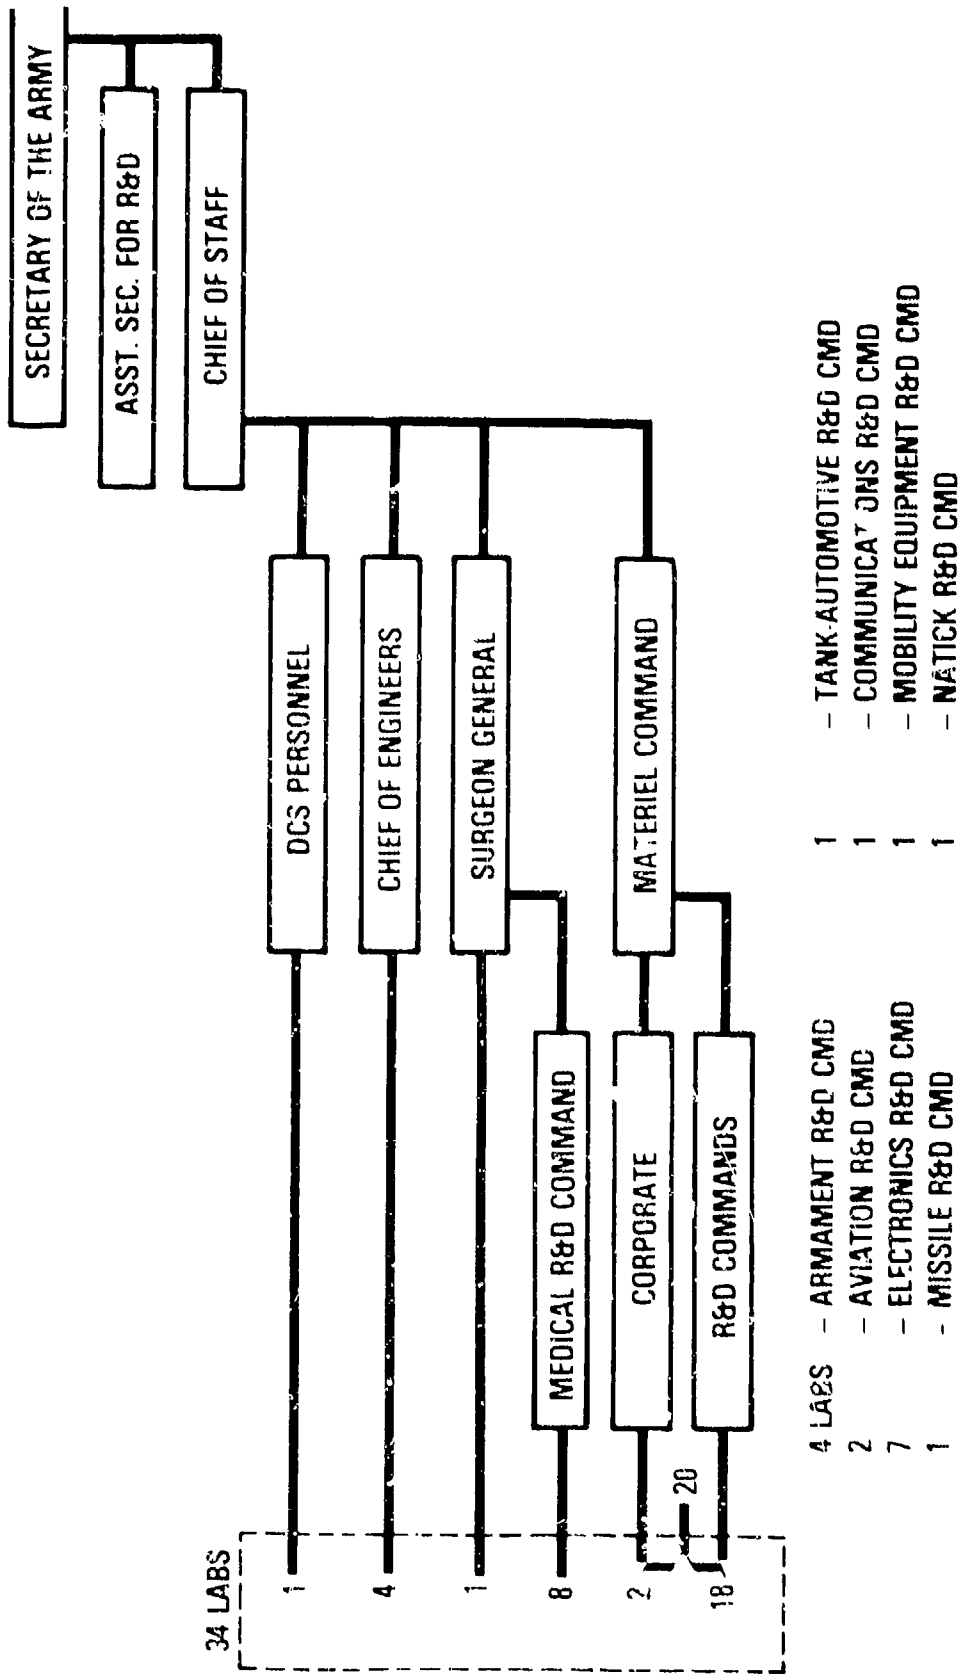 SECRETARY OF THE ARMY
ASST. SEC. FOR R&D
CHIEF OF STAFF
34 LABS
1
DCS PERSONNEL
4
CHIEF OF ENGINEERS
1
SURGEON GENERAL
8
MEDICAL R&D COMMAND
2
CORPORATE
MATERIEL COMMAND
20
18
R&D COMMANDS
4 LABS - ARMAMENT R&D CMD
2 - AVIATION R&D CMD
7 - ELECTRONICS R&D CMD
1 - MISSILE R&D CMD
1 - TANK-AUTOMOTIVE R&D CMD
1 - COMMUNICATIONS R&D CMD
1 - MOBILITY EQUIPMENT R&D CMD
1 - NATICK R&D CMD